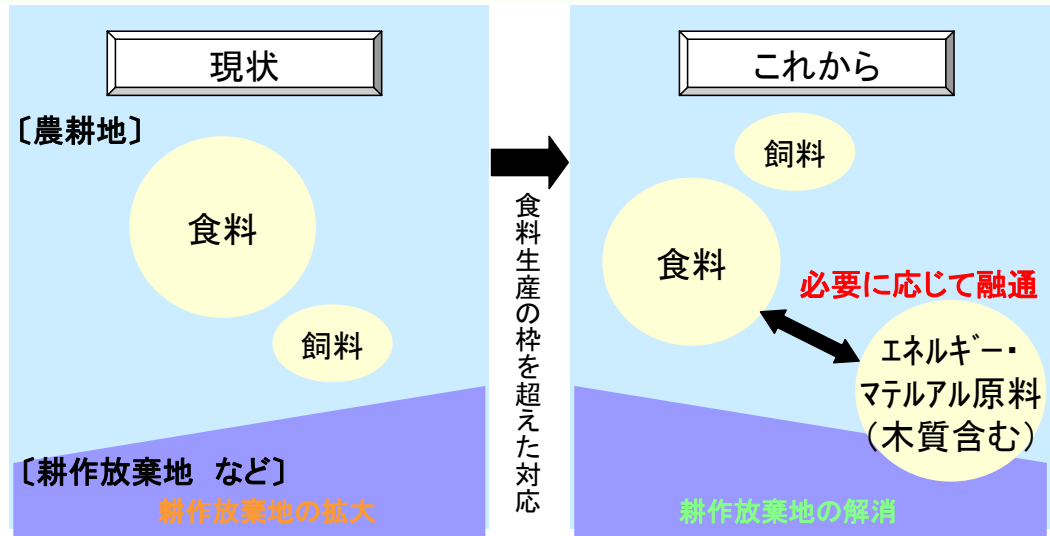 現状
〔農耕地〕
食料
飼料
〔耕作放棄地 など〕
耕作放棄地の拡大
食料生産の枠を超えた対応
これから
飼料
食料
必要に応じて融通
エネルギー・
マテルアル原料
(木質含む)
耕作放棄地の解消